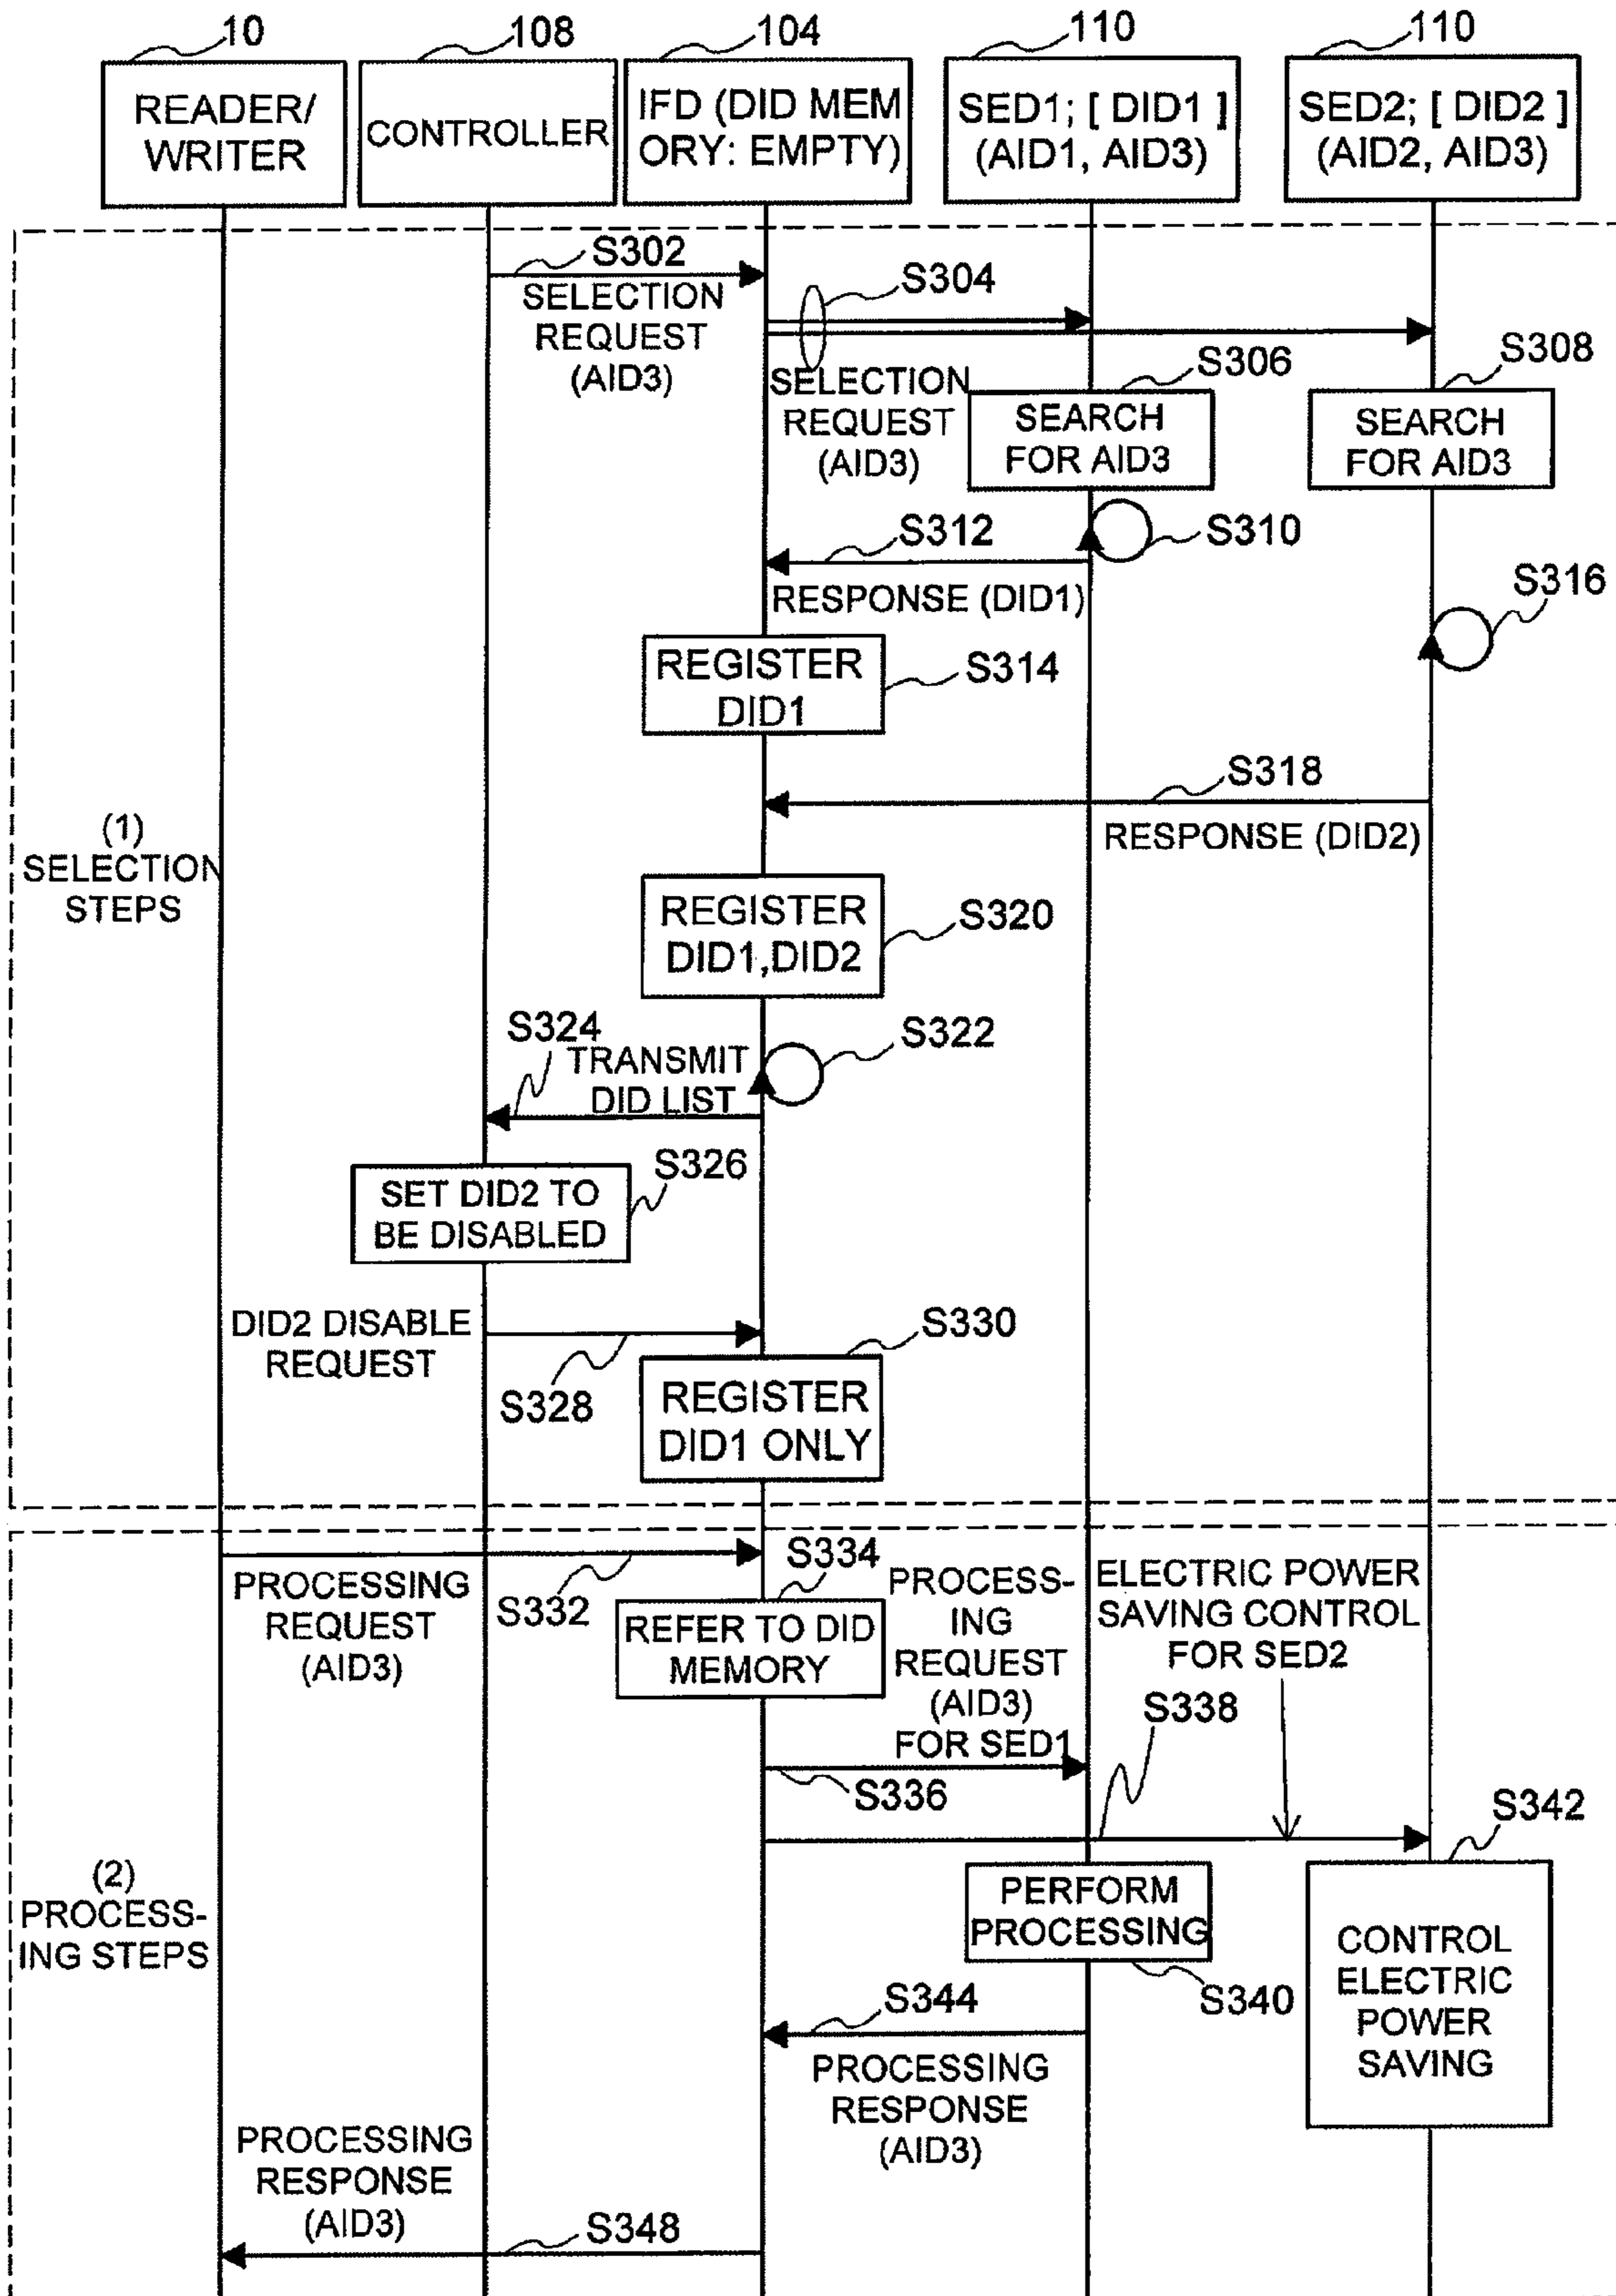 10
108
104
110
110
READER/
WRITER
CONTROLLER
IFD (DID MEM
ORY: EMPTY)
SED1; [ DID1 ]
(AID1, AID3)
SED2; [ DID2 ]
(AID2, AID3)
S302
SELECTION
REQUEST
(AID3)
S304
SELECTION
REQUEST
(AID3)
S306
SEARCH
FOR AID3
S308
SEARCH
FOR AID3
S310
S312
RESPONSE (DID1)
S316
REGISTER
DID1
S314
S318
RESPONSE (DID2)
(1)
SELECTION
STEPS
REGISTER
DID1,DID2
S320
S322
S324
TRANSMIT
DID LIST
S326
SET DID2 TO
BE DISABLED
DID2 DISABLE
REQUEST
S328
S330
REGISTER
DID1 ONLY
PROCESSING
REQUEST
(AID3)
S332
S334
REFER TO DID
MEMORY
PROCESS-
ING
REQUEST
(AID3)
FOR SED1
S336
ELECTRIC POWER
SAVING CONTROL
FOR SED2
S338
S342
(2)
PROCESS-
ING STEPS
PERFORM
PROCESSING
S340
CONTROL
ELECTRIC
POWER
SAVING
S344
PROCESSING
RESPONSE
(AID3)
PROCESSING
RESPONSE
(AID3)
S348